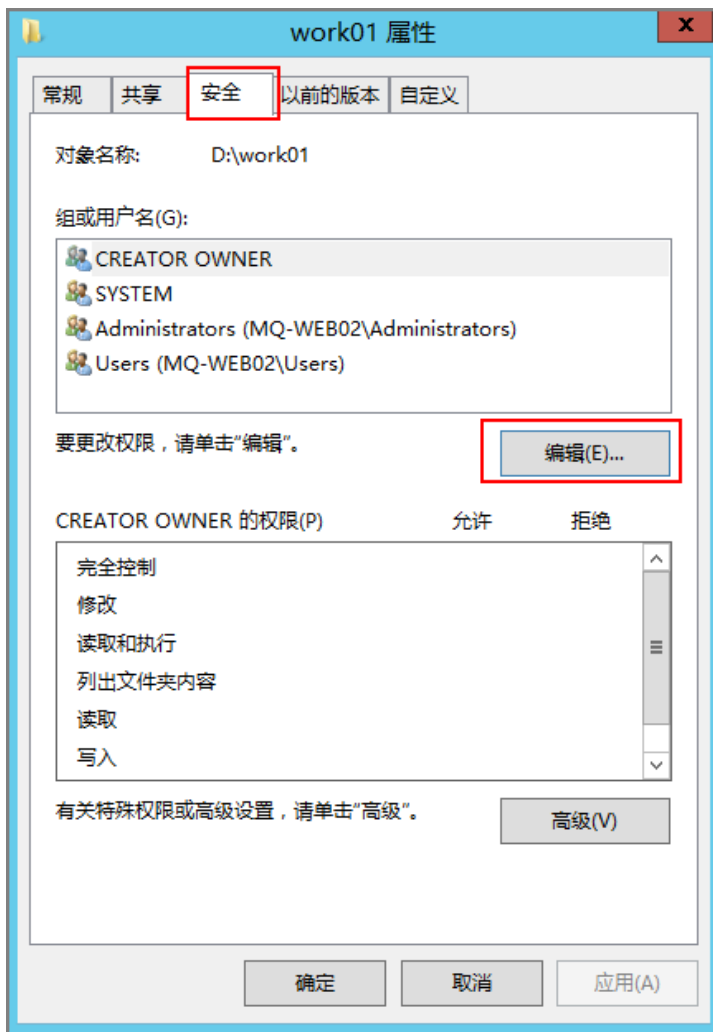 work01 属性
x
常规 共享 安全 以前的版本 自定义
对象名称: D:\work01
组或用户名(G):
CREATOR OWNER
SYSTEM
Administrators (MQ-WEB02\Administrators)
Users (MQ-WEB02\Users)
要更改权限，请单击“编辑”。 编辑(E)...
CREATOR OWNER 的权限(P) 允许 拒绝
完全控制
修改
读取和执行
列出文件夹内容
读取
写入
有关特殊权限或高级设置，请单击“高级”。 高级(V)
确定 取消 应用(A)